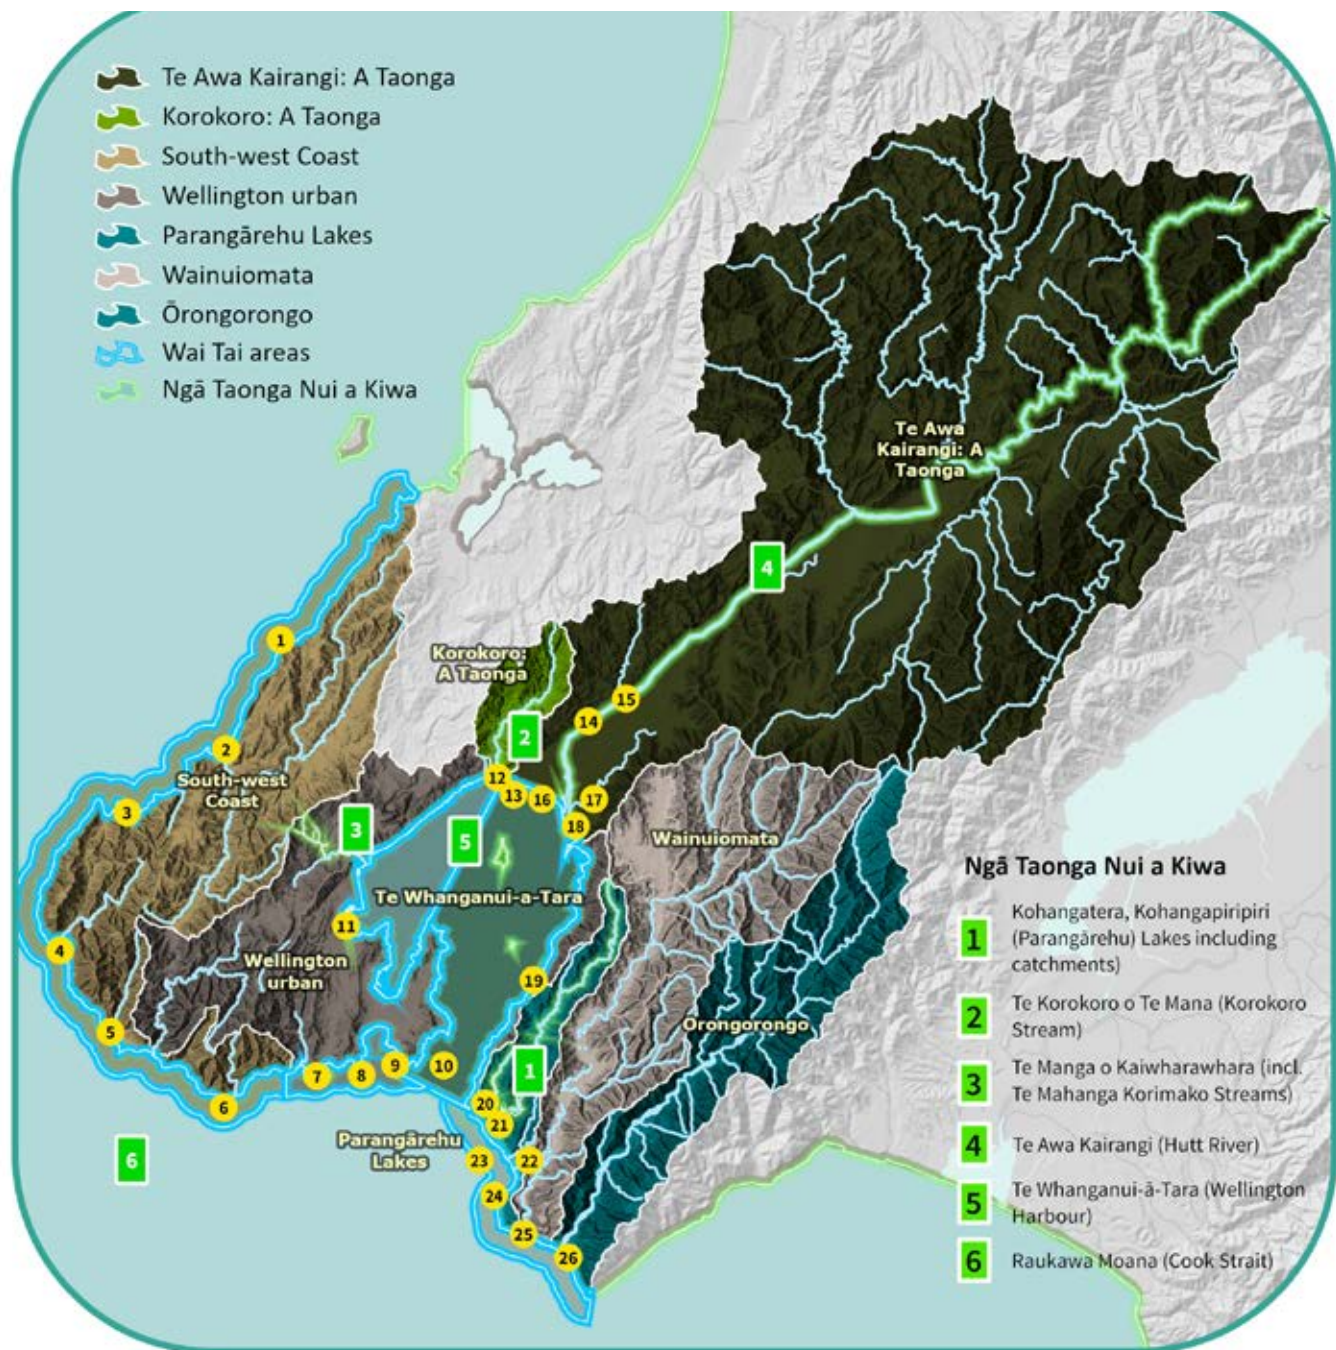 Te Awa Kairangi: A Taonga
Korokoro: A Taonga
South-west Coast
Wellington urban
Parangārehu Lakes
Wainuiomata
Ōrongorongo
Wai Tai areas
Ngā Taonga Nui a Kiwa
Te Awa
Kairangi: A
Taonga
4
1
Korokoro:
A Taonga
15
14
2
2
South-west
Coast
12
13
16
17
3
18
3
5
Wainuiomata
Te Whanganui-a-Tara
11
4
Wellington
urban
19
5
Orongorongo
7
8
9
10
1
6
20
21
Parangārehu
Lakes
6
23
22
24
25
26
Ngā Taonga Nui a Kiwa
1
Kohangatera, Kohangapiripiri
(Parangārehu) Lakes including
catchments)
2
Te Korokoro o Te Mana (Korokoro
Stream)
3
Te Manga o Kaiwharawhara (incl.
Te Mahanga Korimako Streams)
4
Te Awa Kairangi (Hutt River)
5
Te Whanganui-ā-Tara (Wellington
Harbour)
6
Raukawa Moana (Cook Strait)